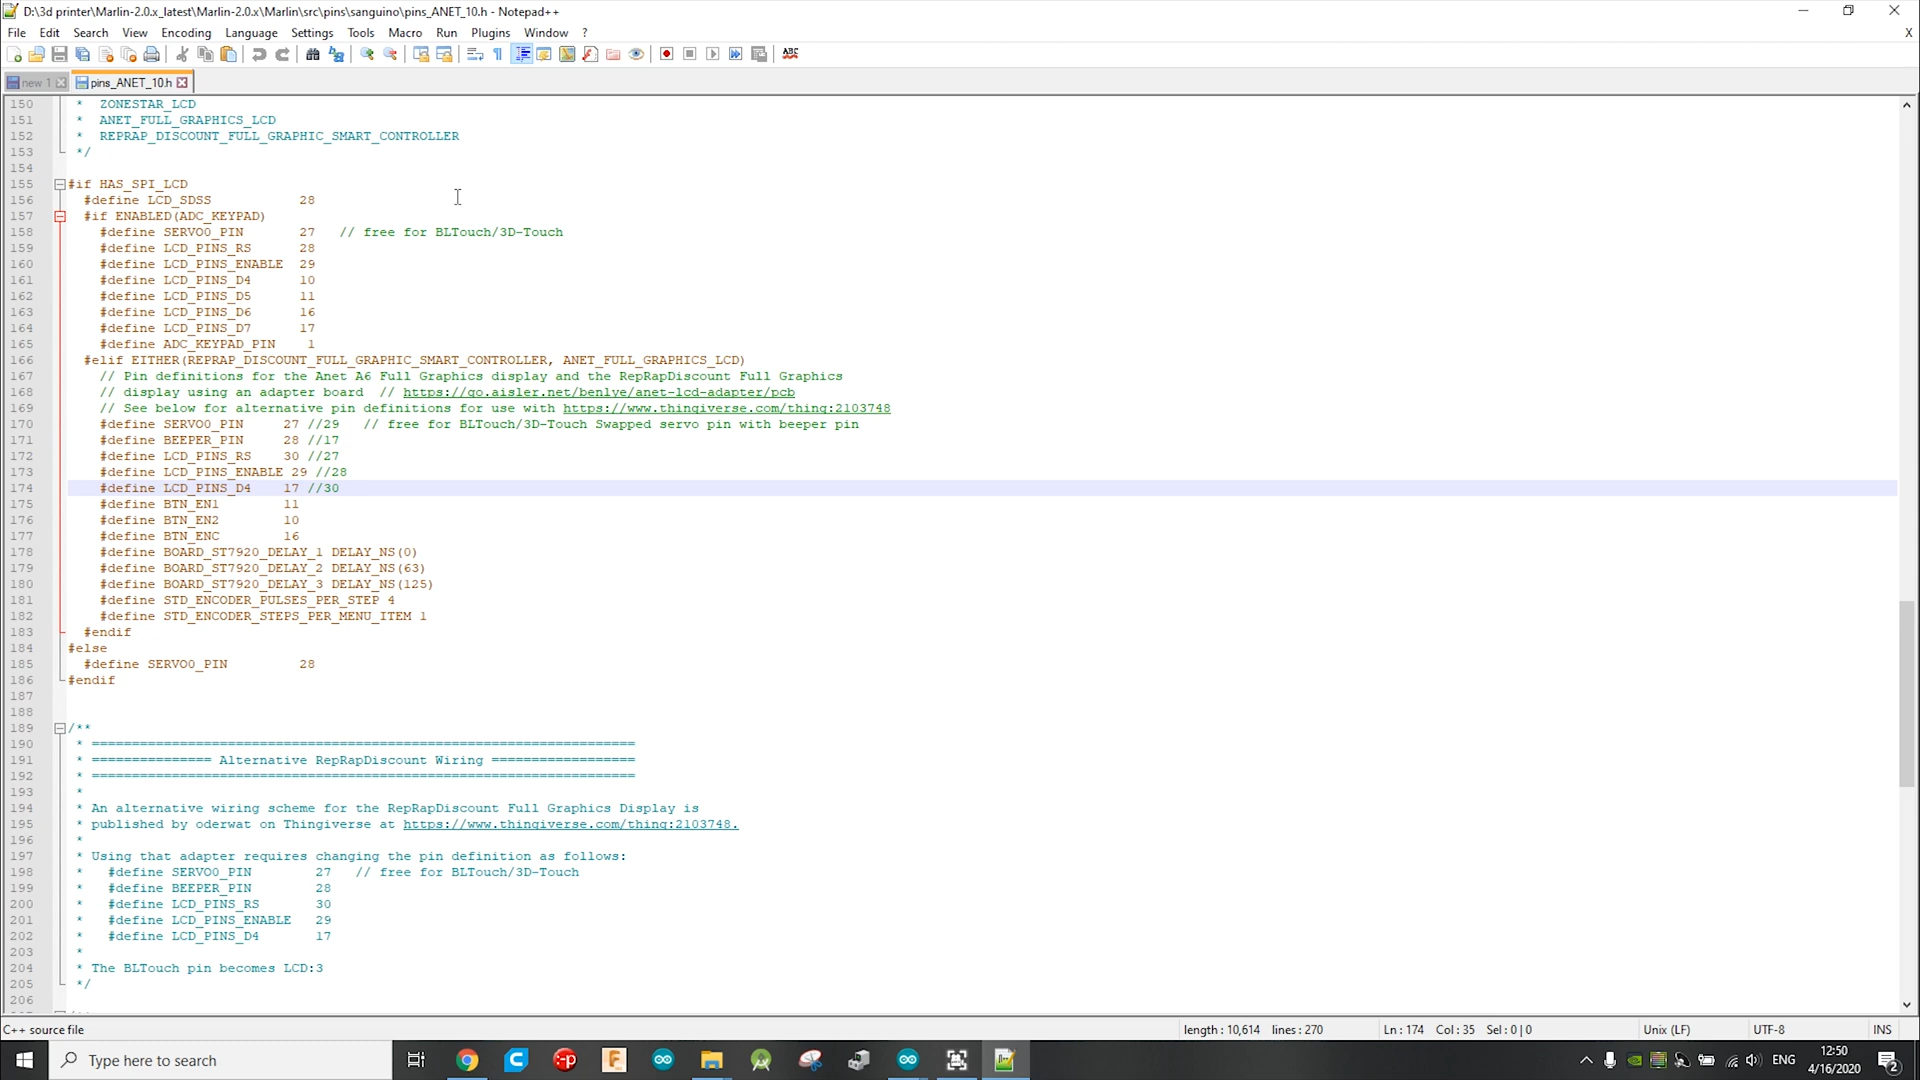 D:\3d printer\Marlin-2.0.x_latest\Marlin-2.0.x\Marlin\src\pins\sanguino\pins_ANET_10.h - Notepad++
File Edit Search View Encoding Language Settings Tools Macro Run Plugins Window ? X
new 1 pins_ANET_10.h
150 * ZONESTAR_LCD
151 * ANET_FULL_GRAPHICS_LCD
152 * REPRAP_DISCOUNT_FULL_GRAPHIC_SMART_CONTROLLER
153 */
154
155 #if HAS_SPI_LCD
156 #define LCD_SDSS 28
157 #if ENABLED(ADC_KEYPAD)
158 #define SERVO0_PIN 27 // free for BLTouch/3D-Touch
159 #define LCD_PINS_RS 28
160 #define LCD_PINS_ENABLE 29
161 #define LCD_PINS_D4 10
162 #define LCD_PINS_D5 11
163 #define LCD_PINS_D6 16
164 #define LCD_PINS_D7 17
165 #define ADC_KEYPAD_PIN 1
166 #elif EITHER(REPRAP_DISCOUNT_FULL_GRAPHIC_SMART_CONTROLLER, ANET_FULL_GRAPHICS_LCD)
167 // Pin definitions for the Anet A6 Full Graphics display and the RepRapDiscount Full Graphics
168 // display using an adapter board // https://go.aisler.net/benlye/anet-lcd-adapter/pcb
169 // See below for alternative pin definitions for use with https://www.thingiverse.com/thing:2103748
170 #define SERVO0_PIN 27 //29 // free for BLTouch/3D-Touch Swapped servo pin with beeper pin
171 #define BEEPER_PIN 28 //17
172 #define LCD_PINS_RS 30 //27
173 #define LCD_PINS_ENABLE 29 //28
174 #define LCD_PINS_D4 17 //30
175 #define BTN_EN1 11
176 #define BTN_EN2 10
177 #define BTN_ENC 16
178 #define BOARD_ST7920_DELAY_1 DELAY_NS(0)
179 #define BOARD_ST7920_DELAY_2 DELAY_NS(63)
180 #define BOARD_ST7920_DELAY_3 DELAY_NS(125)
181 #define STD_ENCODER_PULSES_PER_STEP 4
182 #define STD_ENCODER_STEPS_PER_MENU_ITEM 1
183 #endif
184 #else
185 #define SERVO0_PIN 28
186 #endif
187
188
189 /**
190 * ====================================================================
191 * =============== Alternative RepRapDiscount Wiring ==================
192 * ====================================================================
193 *
194 * An alternative wiring scheme for the RepRapDiscount Full Graphics Display is
195 * published by oderwat on Thingiverse at https://www.thingiverse.com/thing:2103748.
196 *
197 * Using that adapter requires changing the pin definition as follows:
198 * #define SERVO0_PIN 27 // free for BLTouch/3D-Touch
199 * #define BEEPER_PIN 28
200 * #define LCD_PINS_RS 30
201 * #define LCD_PINS_ENABLE 29
202 * #define LCD_PINS_D4 17
203 *
204 * The BLTouch pin becomes LCD:3
205 */
206
C++ source file length : 10,614 lines : 270 Ln : 174 Col : 35 Sel : 0 | 0 Unix (LF) UTF-8 INS
Type here to search ENG 12:50
4/16/2020 2